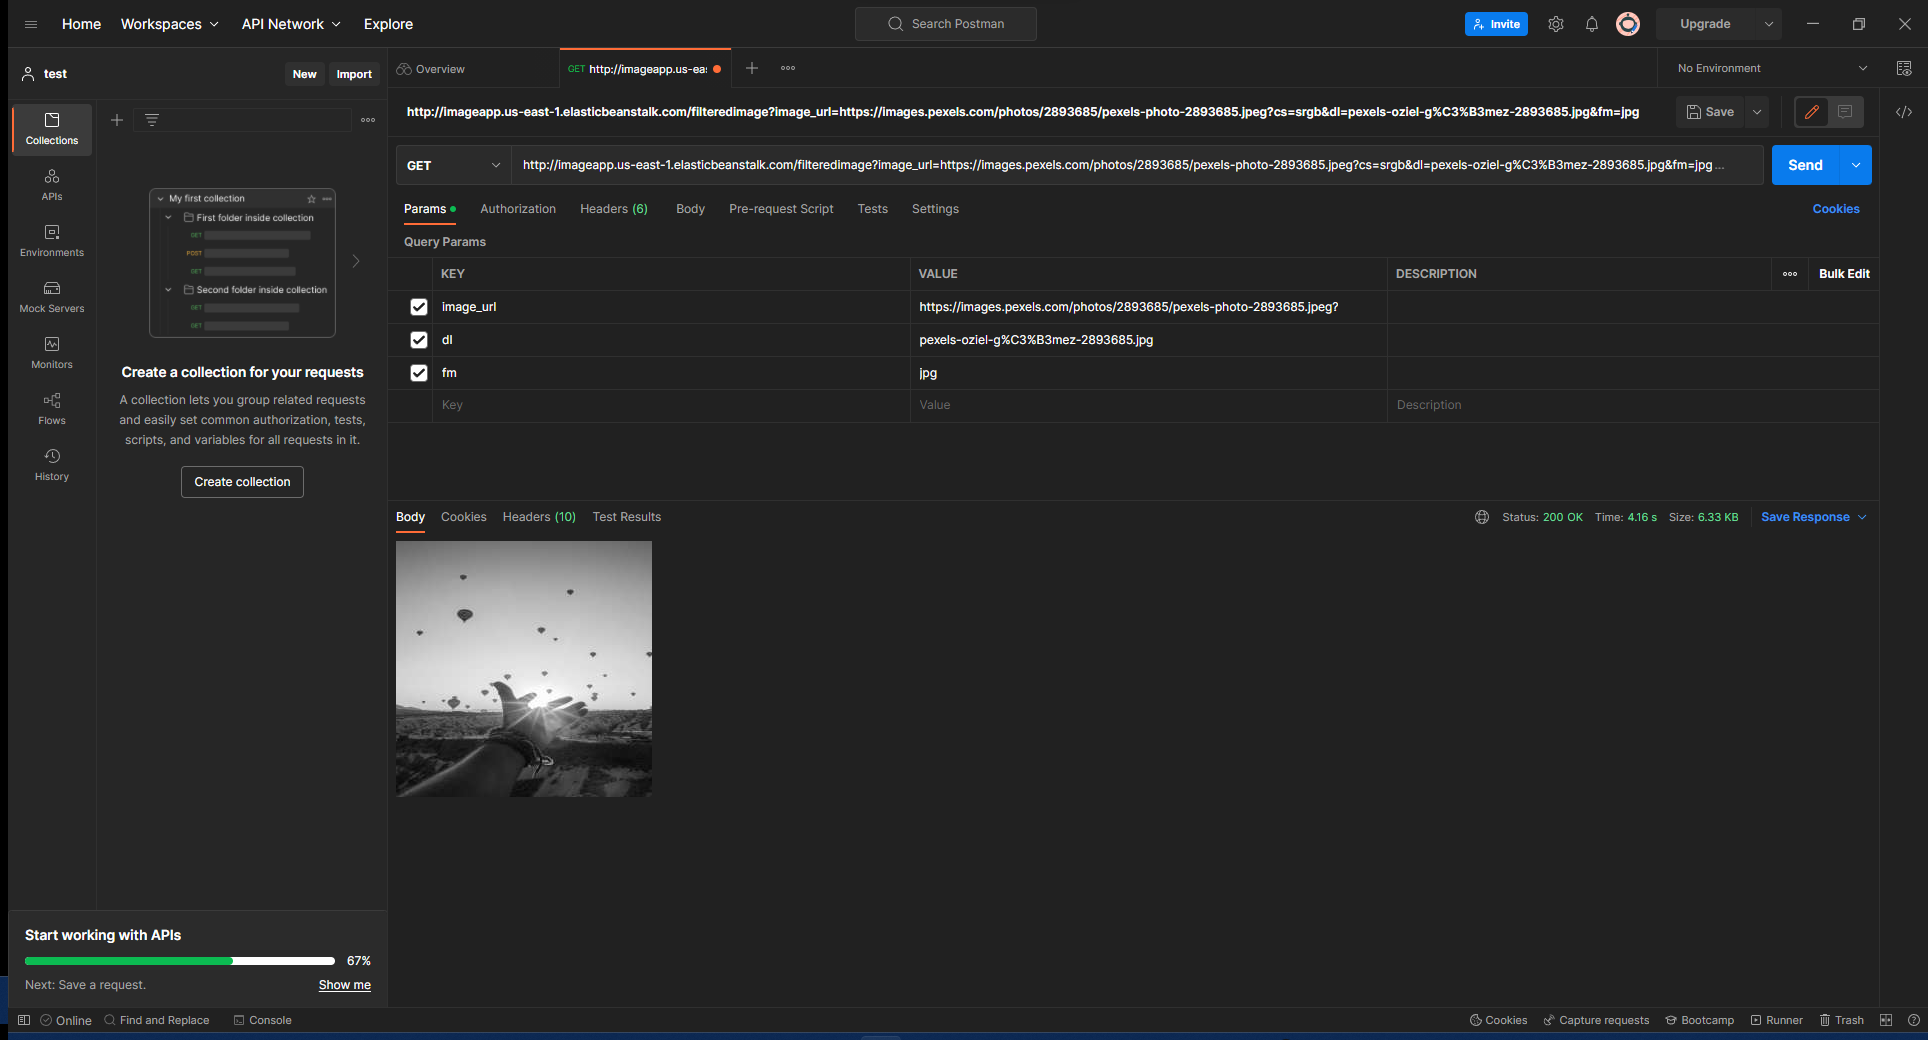 Home Workspaces API Network Explore Search Postman Invite Upgrade
test New Import
Overview GET http://imageapp.us-eas No Environment
http://imageapp.us-east-1.elasticbeanstalk.com/filteredimage?image_url=https://images.pexels.com/photos/2893685/pexels-photo-2893685.jpeg?cs=srgb&dl=pexels-oziel-g%C3%B3mez-2893685.jpg&fm=jpg Save
GET http://imageapp.us-east-1.elasticbeanstalk.com/filteredimage?image_url=https://images.pexels.com/photos/2893685/pexels-photo-2893685.jpeg?cs=srgb&dl=pexels-oziel-g%C3%B3mez-2893685.jpg&fm=jpg... Send
Params Authorization Headers (6) Body Pre-request Script Tests Settings Cookies
Query Params
KEY VALUE DESCRIPTION Bulk Edit
image_url https://images.pexels.com/photos/2893685/pexels-photo-2893685.jpeg?
dl pexels-oziel-g%C3%B3mez-2893685.jpg
fm jpg
Key Value Description
Body Cookies Headers (10) Test Results Status: 200 OK Time: 4.16 s Size: 6.33 KB Save Response
Collections
APIs
Environments
Mock Servers
Monitors
Flows
History
My first collection
First folder inside collection
GET
POST
GET
Second folder inside collection
GET
GET
Create a collection for your requests
A collection lets you group related requests
and easily set common authorization, tests,
scripts, and variables for all requests in it.
Create collection
Start working with APIs
67%
Next: Save a request. Show me
Online Find and Replace Console Cookies Capture requests Bootcamp Runner Trash